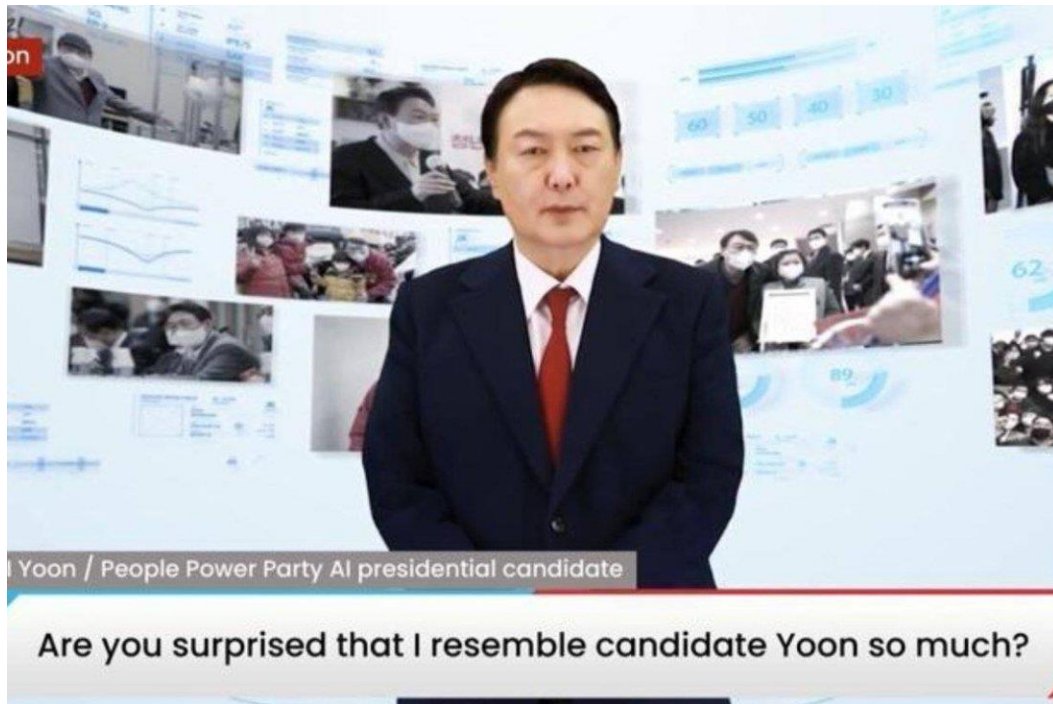 on
I Yoon / People Power Party AI presidential candidate
Are you surprised that I resemble candidate Yoon so much?
60 50 40 30
62
89